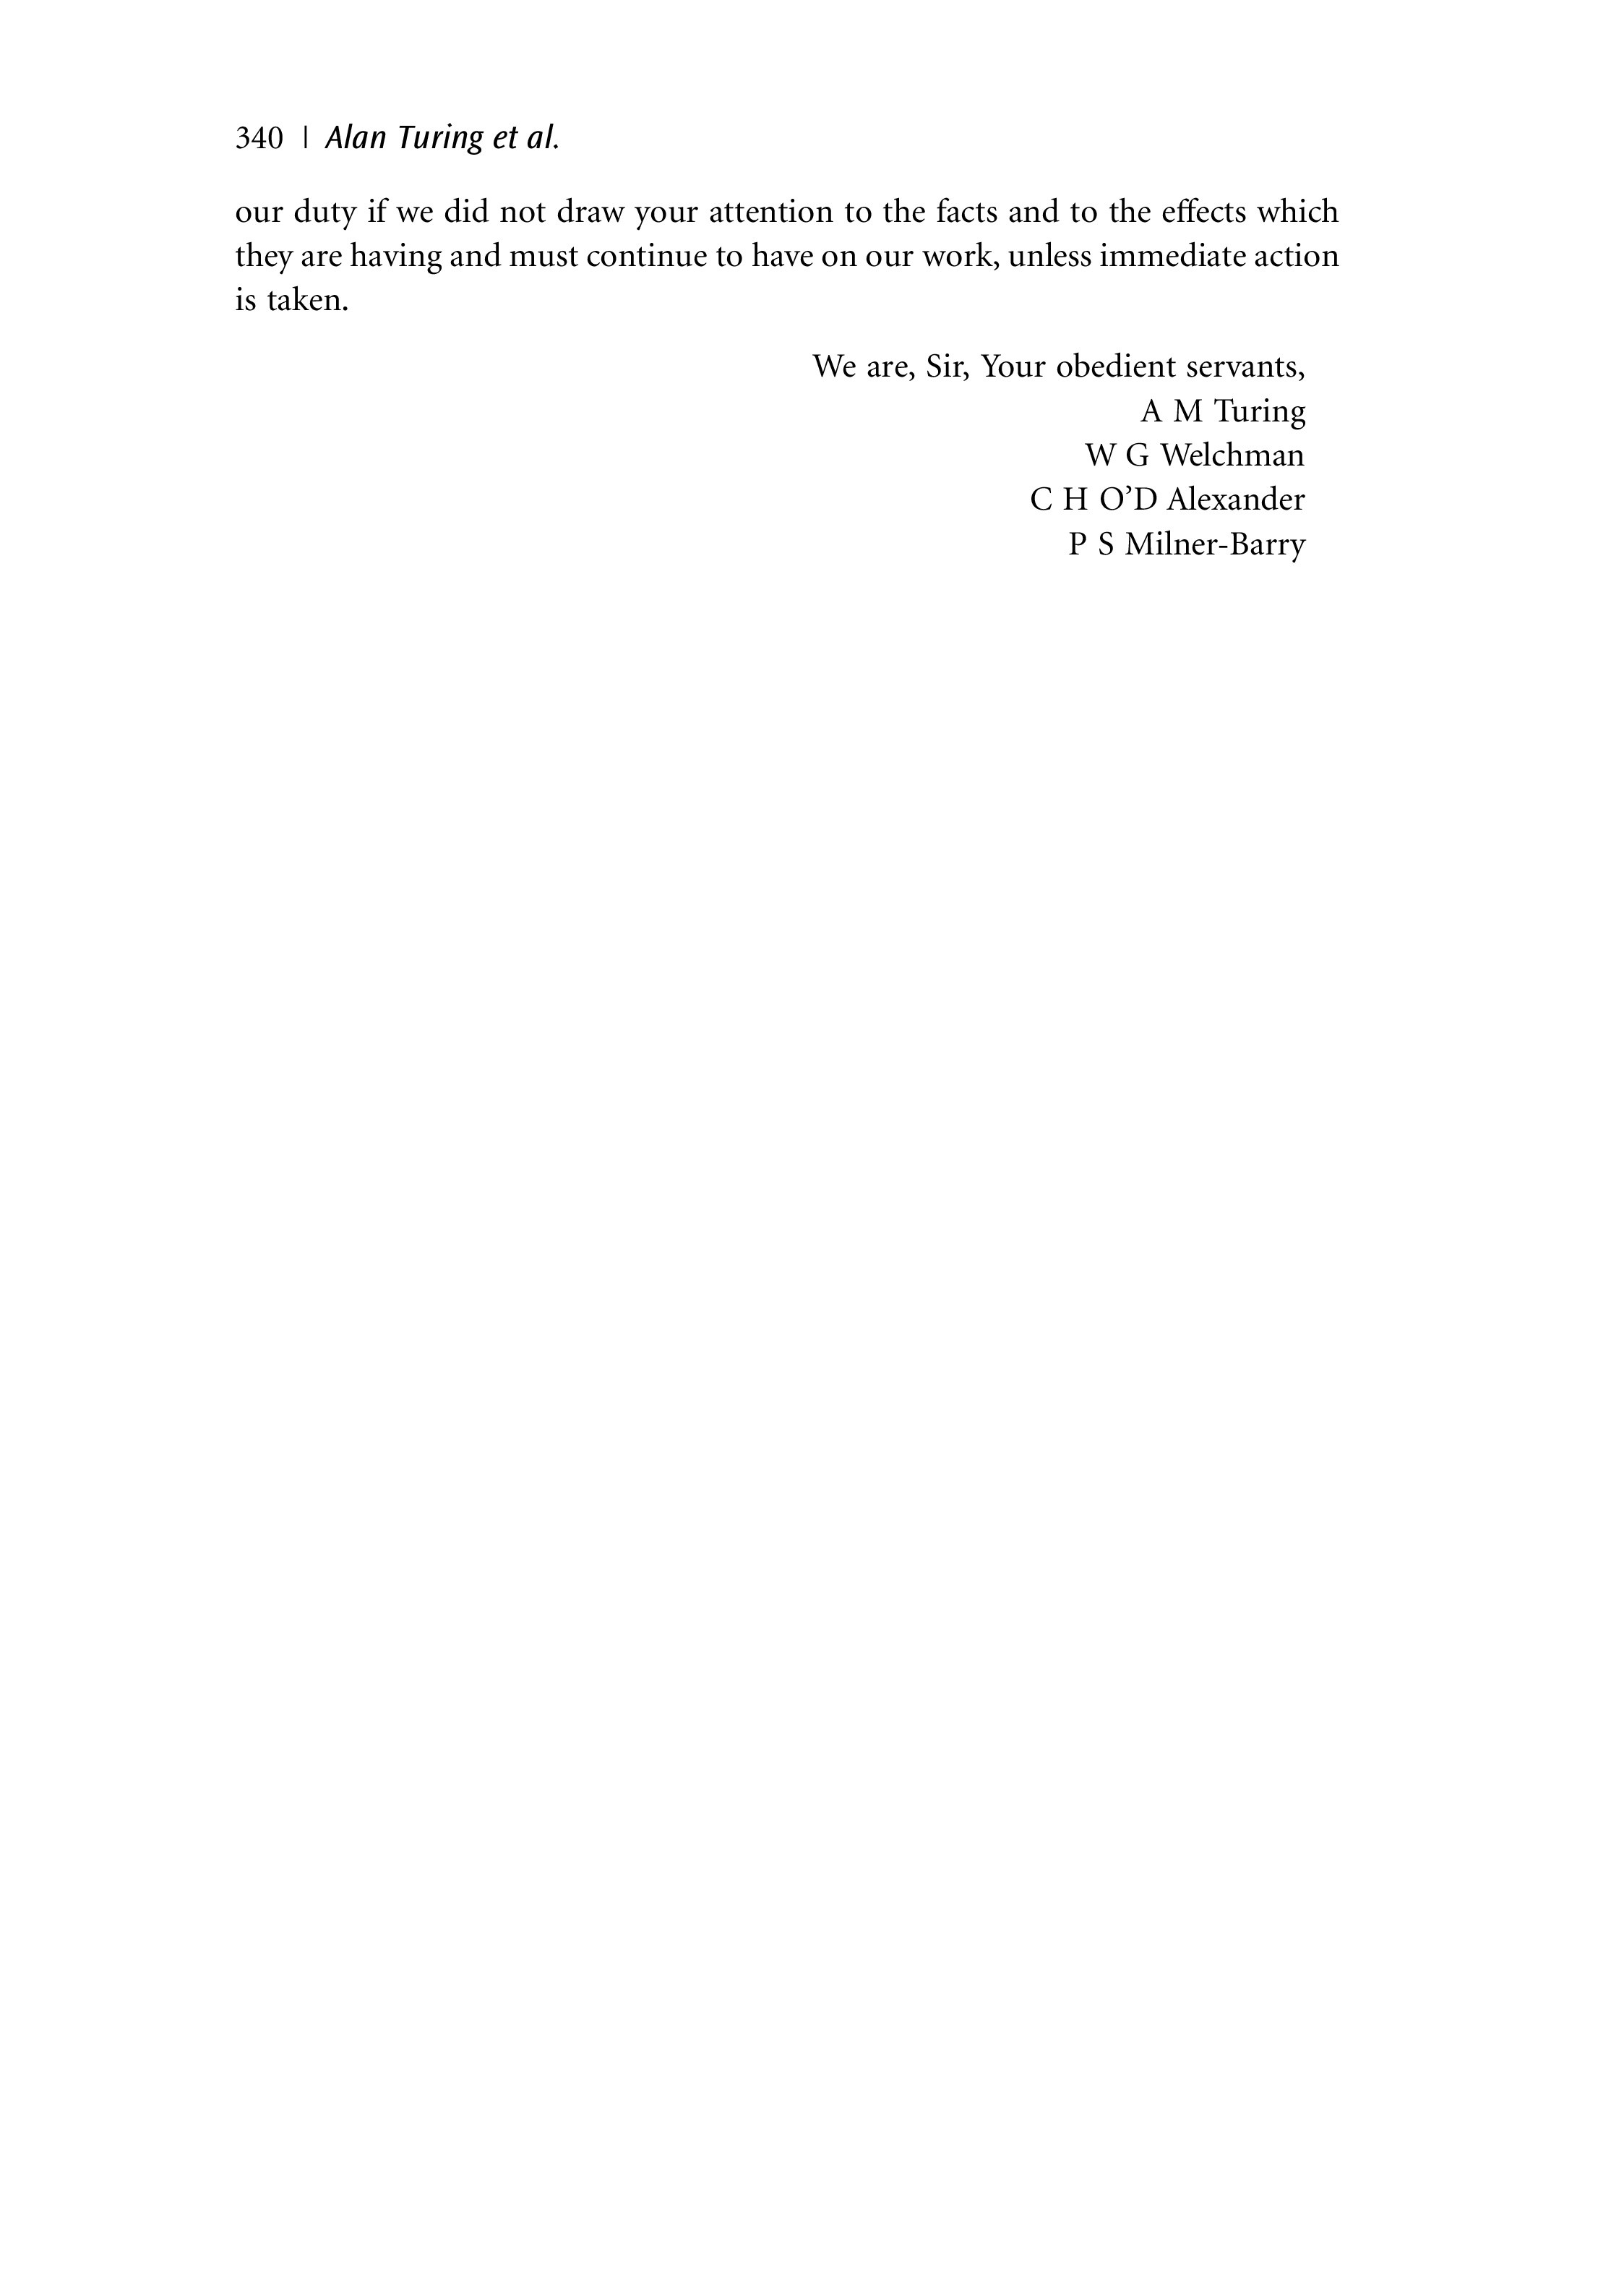 340 | Alan Turing et al.
our duty if we did not draw your attention to the facts and to the effects which
they are having and must continue to have on our work, unless immediate action
is taken.
We are, Sir, Your obedient servants,
A M Turing
W G Welchman
C H O’D Alexander
P S Milner-Barry